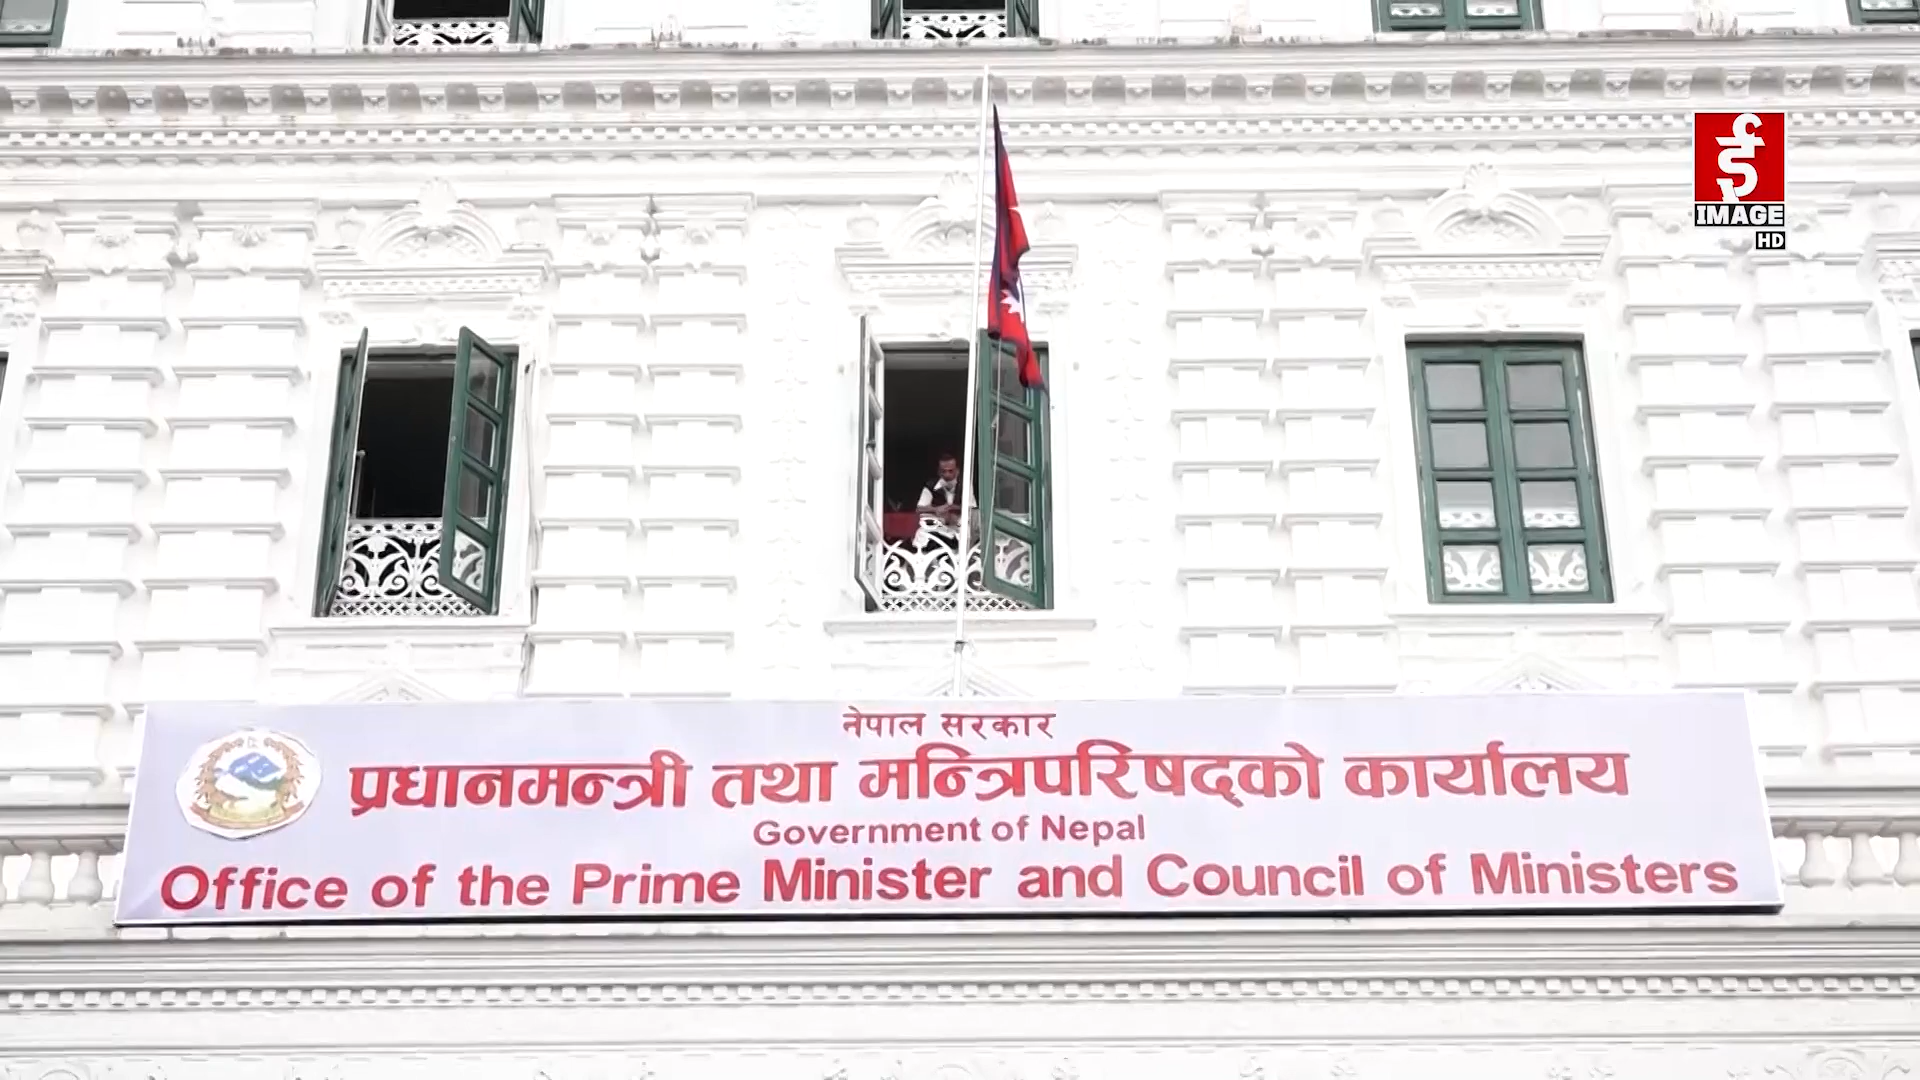 IMAGE
HD
नेपाल सरकार
प्रधानमन्त्री तथा मन्त्रिपरिषद्को कार्यालय
Government of Nepal
Office of the Prime Minister and Council of Ministers